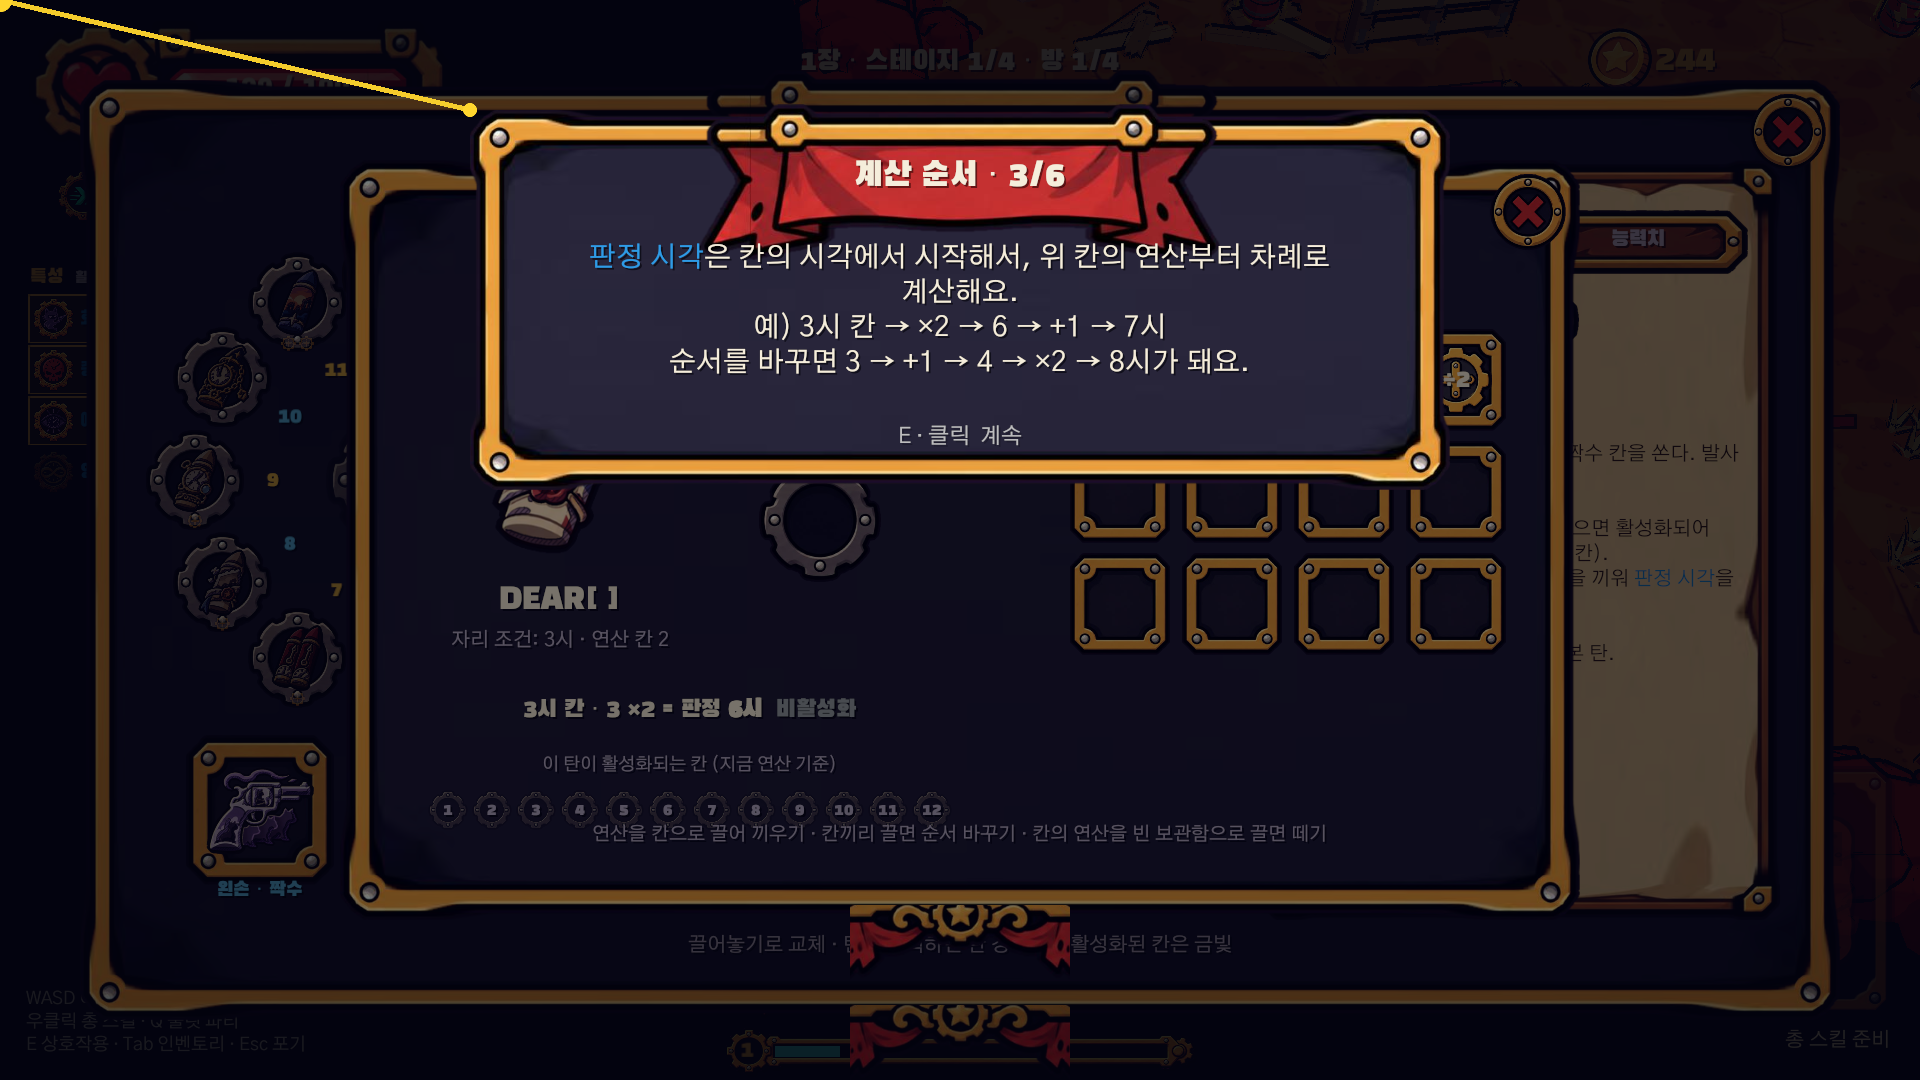 1장 · 스테이지 1/4 · 방 1/4
244
계산 순서 · 3/6
판정 시각은 칸의 시각에서 시작해서, 위 칸의 연산부터 차례로
계산해요.
예) 3시 칸 → ×2 → 6 → +1 → 7시
순서를 바꾸면 3 → +1 → 4 → ×2 → 8시가 돼요.
E · 클릭 계속
능력치
특성
11
10
9
8
7
÷2
짝수 칸을 쏜다. 발사
으면 활성화되어
칸).
을 끼워 판정 시각을
본 탄.
DEAR[ ]
자리 조건: 3시 · 연산 칸 2
3시 칸 · 3 ×2 = 판정 6시 비활성화
이 탄이 활성화되는 칸 (지금 연산 기준)
1 2 3 4 5 6 7 8 9 10 11 12
연산을 칸으로 끌어 끼우기 · 칸끼리 끌면 순서 바꾸기 · 칸의 연산을 빈 보관함으로 끌면 떼기
왼손 · 짝수
끌어놓기로 교체 · 활성화된 칸은 금빛
WASD
우클릭 총 스킬 · Q
E 상호작용 · Tab 인벤토리 · Esc 포기
1
총 스킬 준비